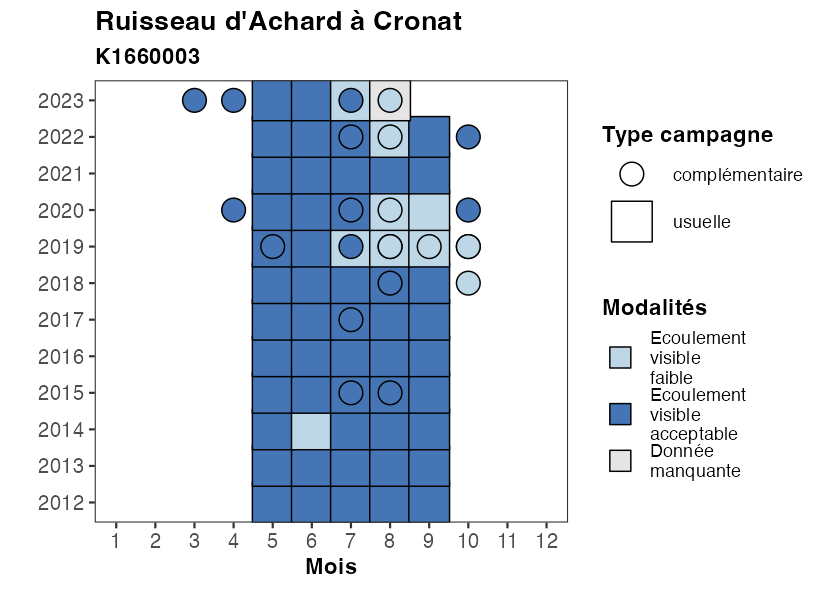 Ruisseau d'Achard à Cronat
K1660003
2023
2022
2021
2020
2019
2018
2017
2016
2015
2014
2013
2012
1 2 3 4 5 6 7 8 9 10 11 12
Mois
Type campagne
complémentaire
usuelle
Modalités
Ecoulement
visible
faible
Ecoulement
visible
acceptable
Donnée
manquante